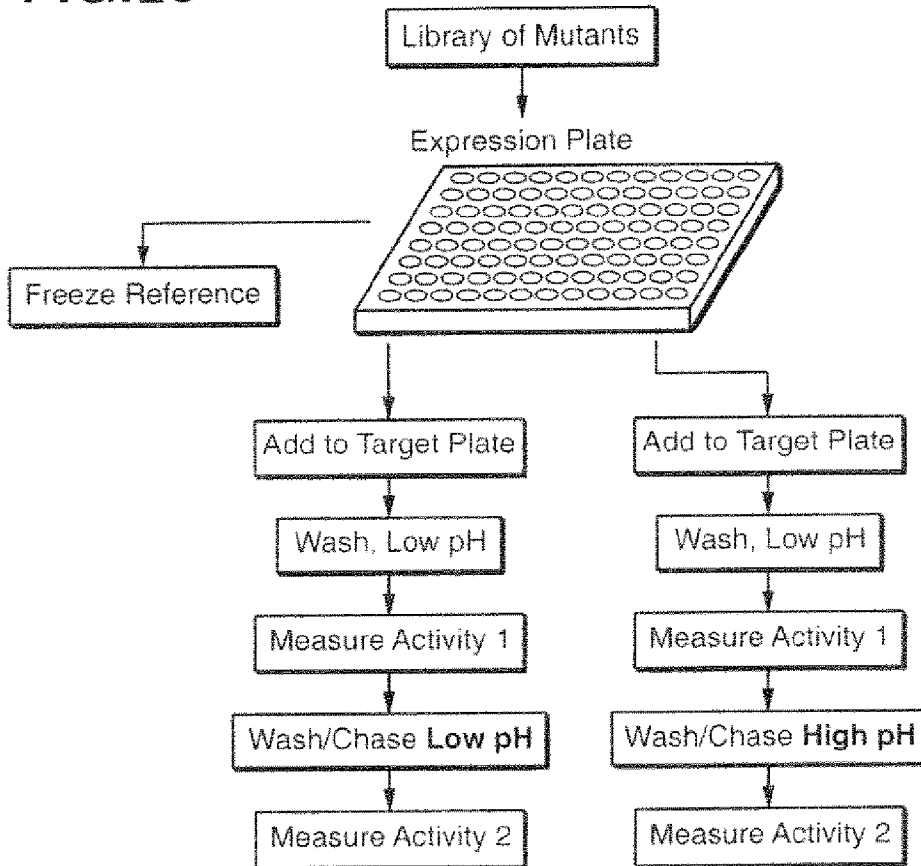 Library of Mutants
Expression Plate
Freeze Reference
Add to Target Plate
Wash, Low pH
Measure Activity 1
Wash/Chase Low pH
Measure Activity 2
Add to Target Plate
Wash, Low pH
Measure Activity 1
Wash/Chase High pH
Measure Activity 2